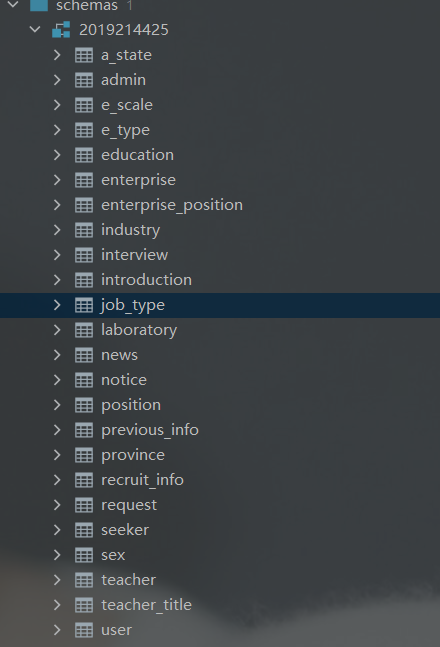 schemas 1
2019214425
a_state
admin
e_scale
e_type
education
enterprise
enterprise_position
industry
interview
introduction
job_type
laboratory
news
notice
position
previous_info
province
recruit_info
request
seeker
sex
teacher
teacher_title
user